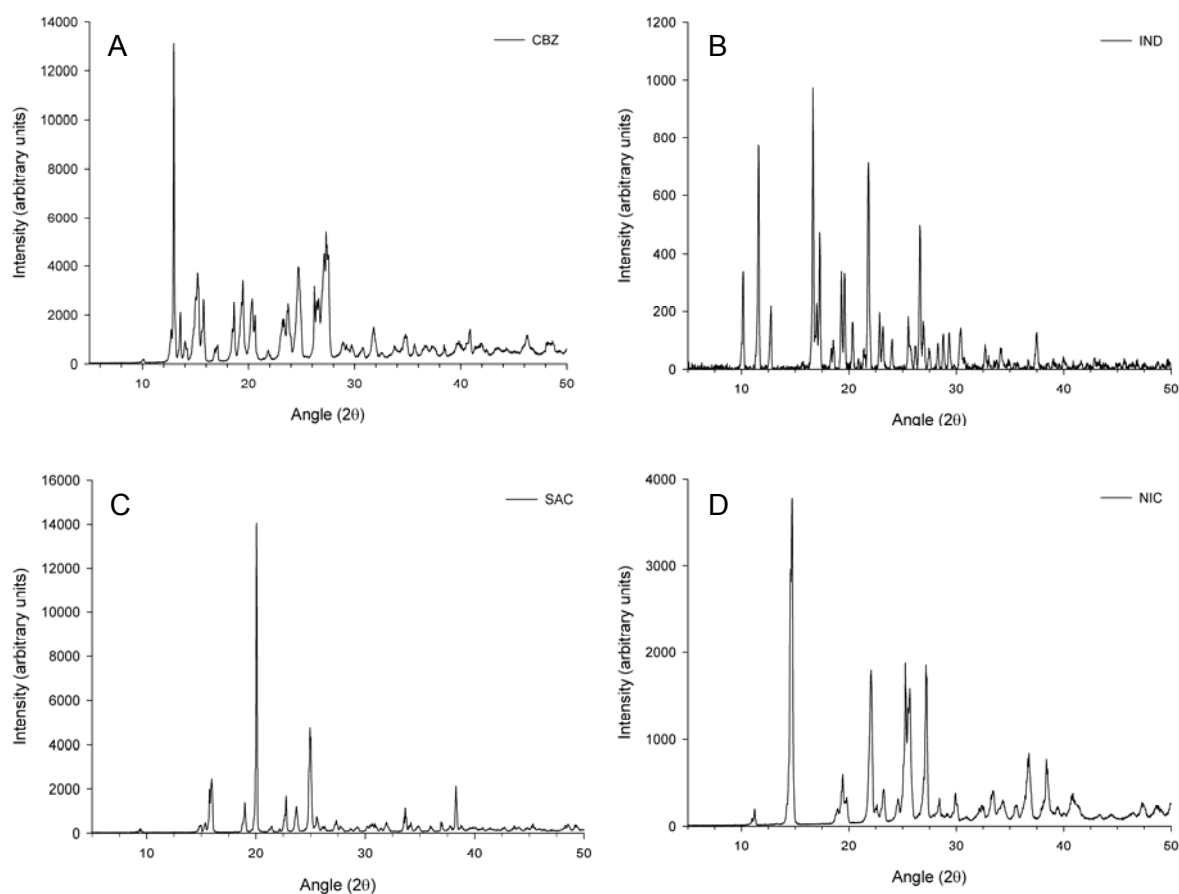 A
CBZ
Intensity (arbitrary units)
14000
12000
10000
8000
6000
4000
2000
0
10 20 30 40 50
Angle (2θ)
B
IND
Intensity (arbitrary units)
1200
1000
800
600
400
200
0
10 20 30 40 50
Angle (2θ)
C
SAC
Intensity (arbitrary units)
16000
14000
12000
10000
8000
6000
4000
2000
0
10 20 30 40 50
Angle (2θ)
D
NIC
Intensity (arbitrary units)
4000
3000
2000
1000
0
10 20 30 40 50
Angle (2θ)